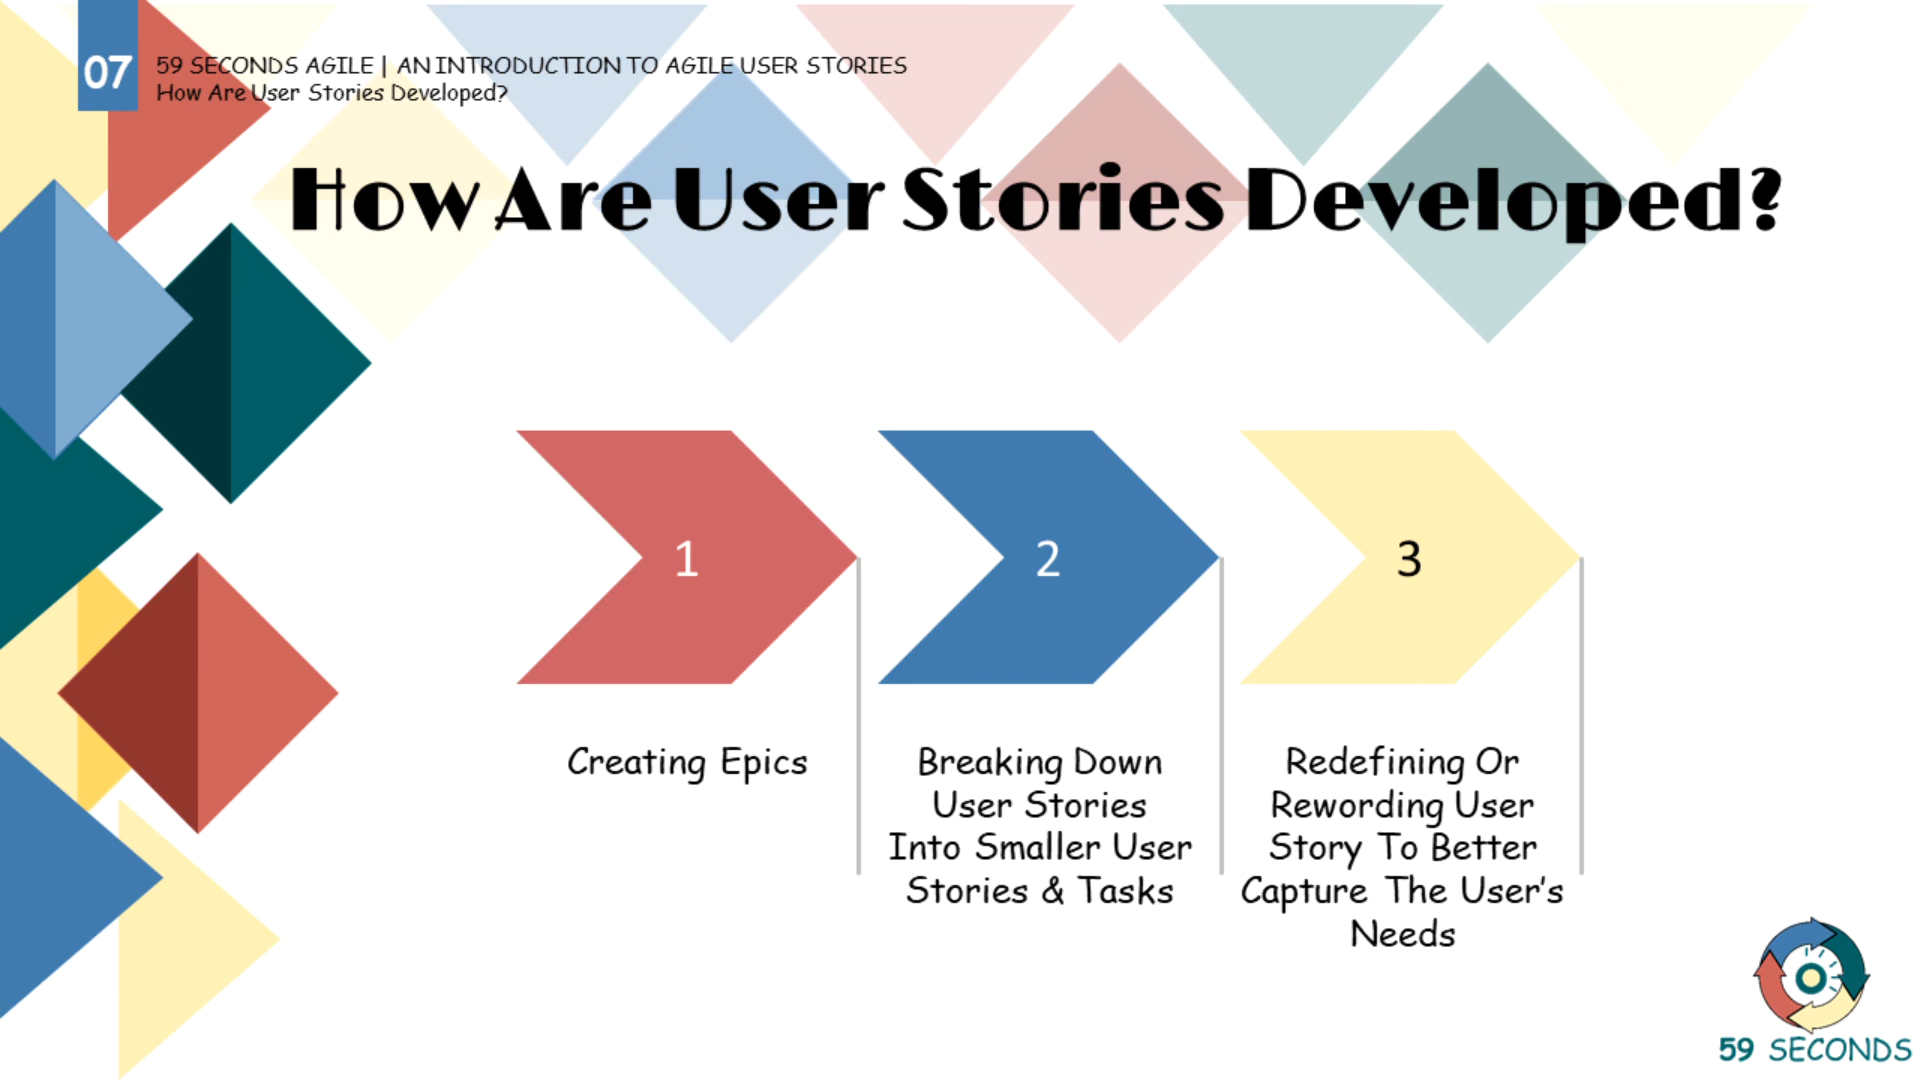 07
59 SECONDS AGILE | AN INTRODUCTION TO AGILE USER STORIES
How Are User Stories Developed?
How Are User Stories Developed?
1
2
3
Creating Epics
Breaking Down
User Stories
Into Smaller User
Stories & Tasks
Redefining Or
Rewording User
Story To Better
Capture The User's
Needs
59 SECONDS